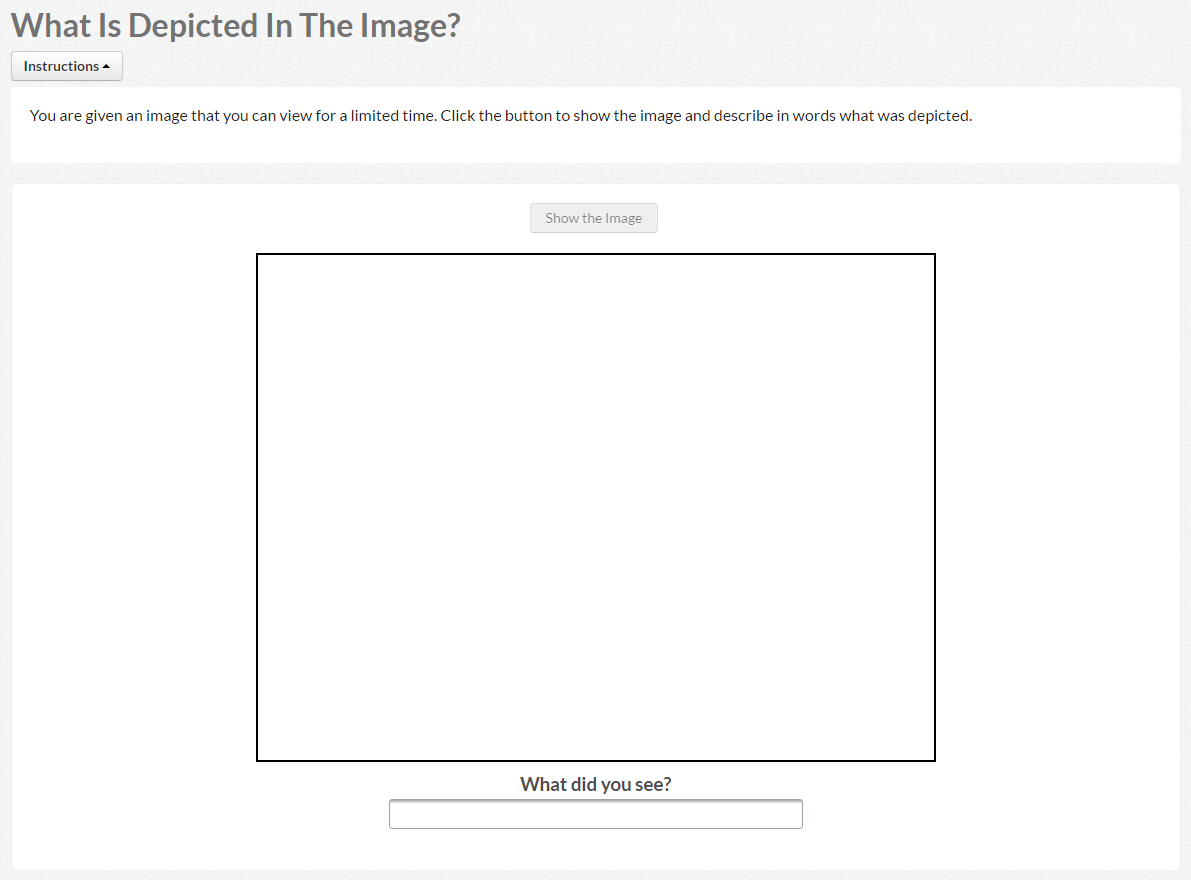 What Is Depicted In The Image?
Instructions
You are given an image that you can view for a limited time. Click the button to show the image and describe in words what was depicted.
Show the Image
What did you see?